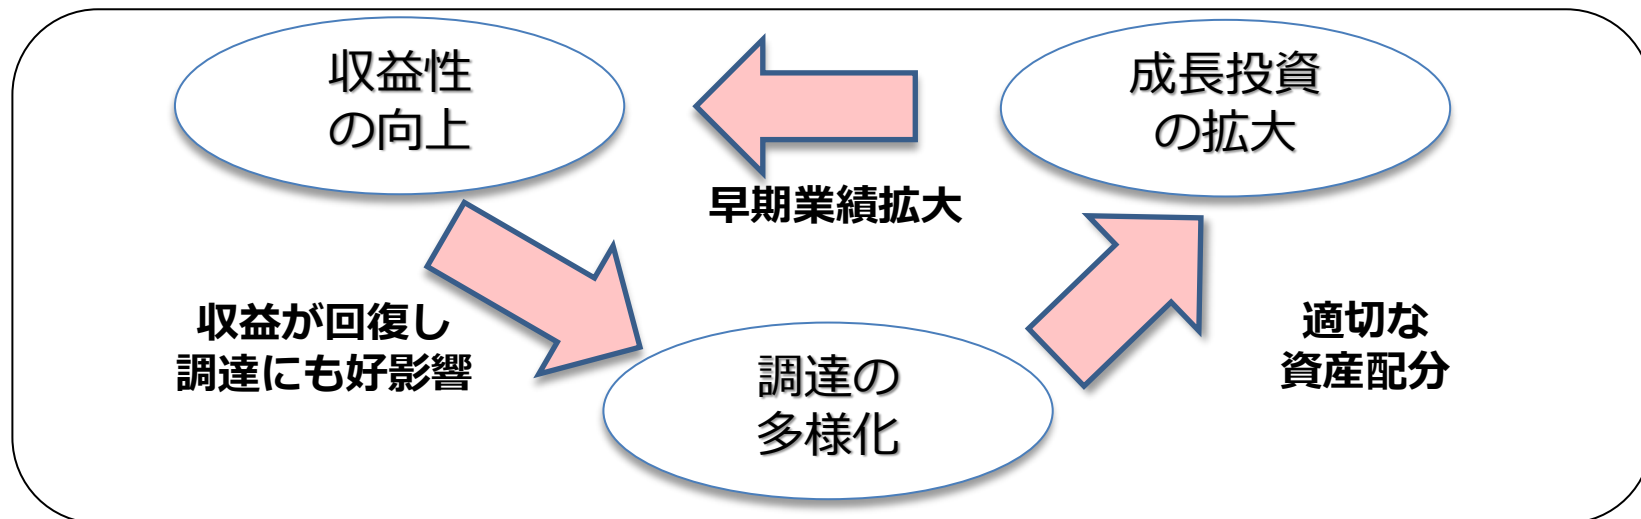 収益性
の向上
成長投資
の拡大
早期業績拡大
収益が回復し
調達にも好影響
適切な
資産配分
調達の
多様化